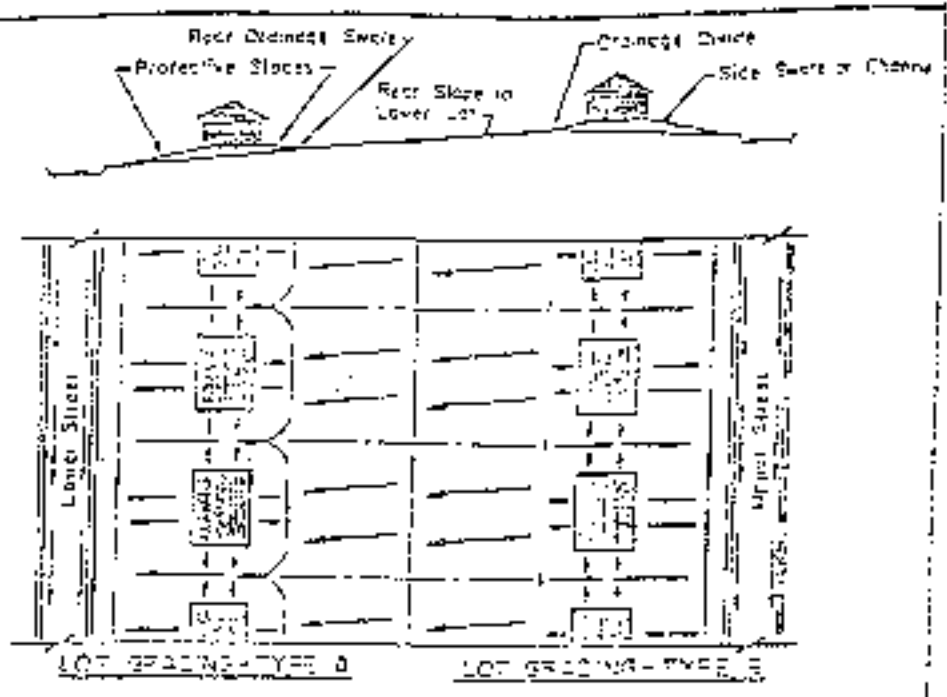 Rear Drainage Swale
Drainage Divide
Protective Slopes
Side Swale or Channel
Rear Slope to
Lower Lot
Lower Street
Upper Street
LOT GRADING - TYPE
LOT GRADING - TYPE